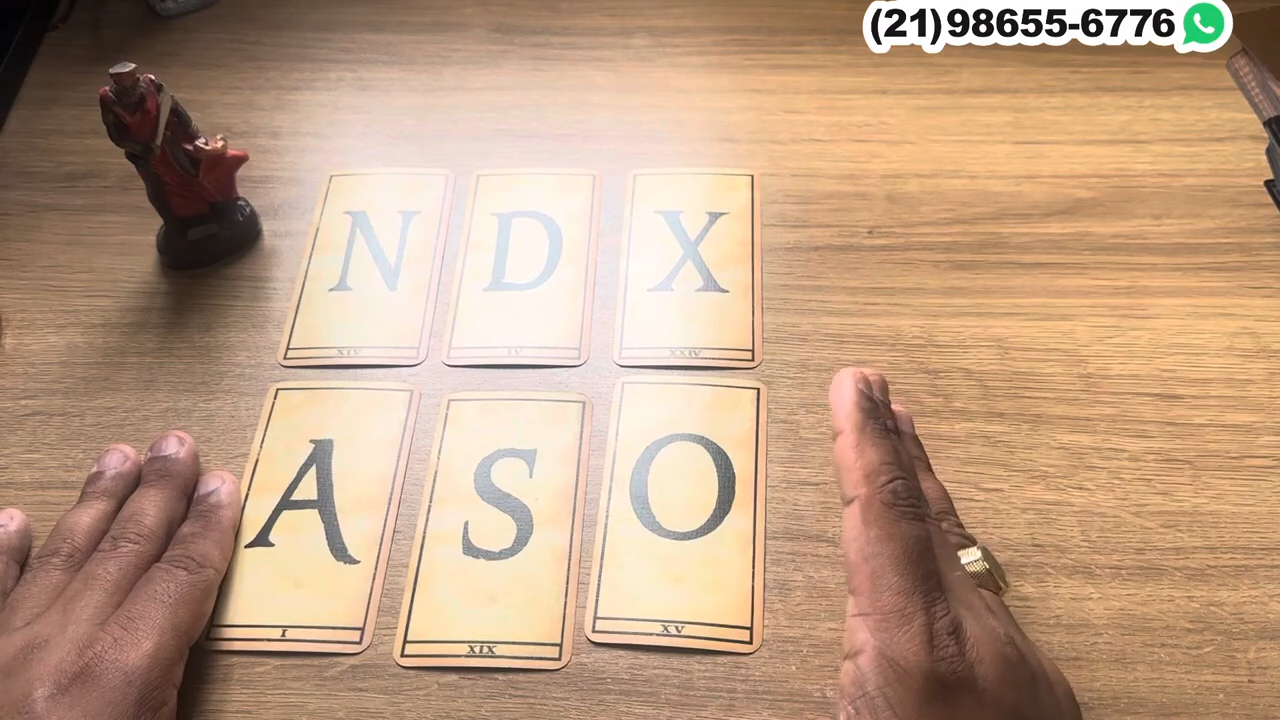 (21)98655-6776
N D X
XIV IV XXIV
A S O
I XIX XV